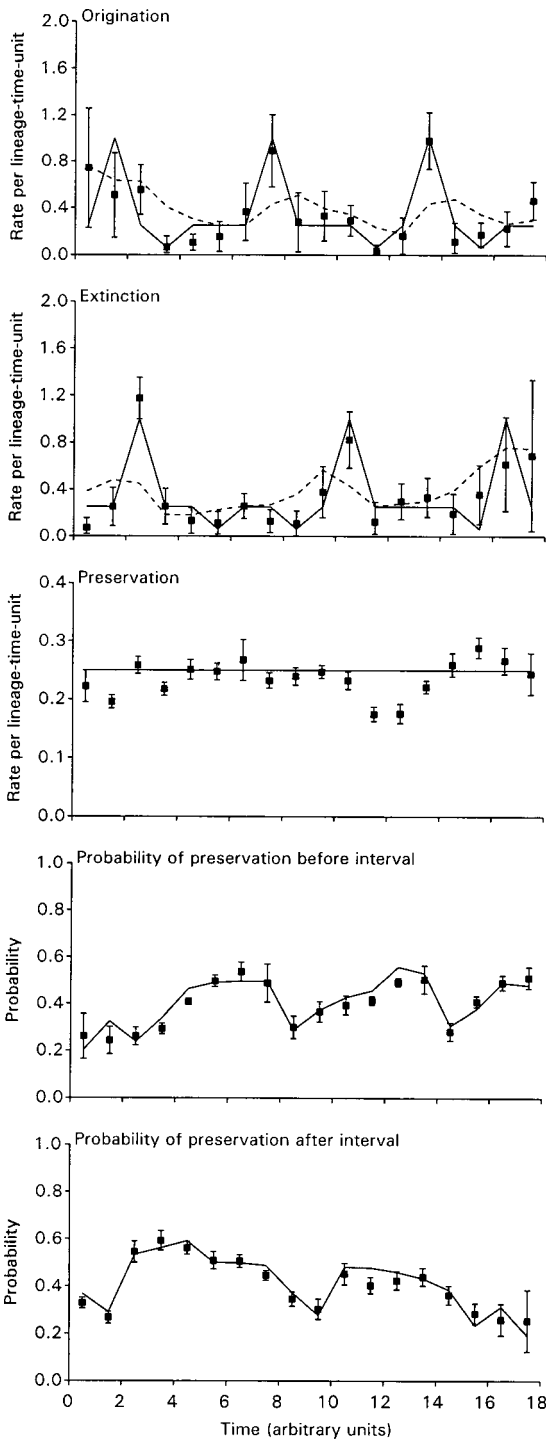 Origination
Rate per lineage-time-unit
2.0
1.6
1.2
0.8
0.4
0.0
Extinction
Rate per lineage-time-unit
2.0
1.6
1.2
0.8
0.4
0.0
Preservation
Rate per lineage-time-unit
0.4
0.3
0.2
0.1
0.0
Probability of preservation before interval
Probability
1.0
0.8
0.6
0.4
0.2
0.0
Probability of preservation after interval
Probability
1.0
0.8
0.6
0.4
0.2
0.0
0 2 4 6 8 10 12 14 16 18
Time (arbitrary units)